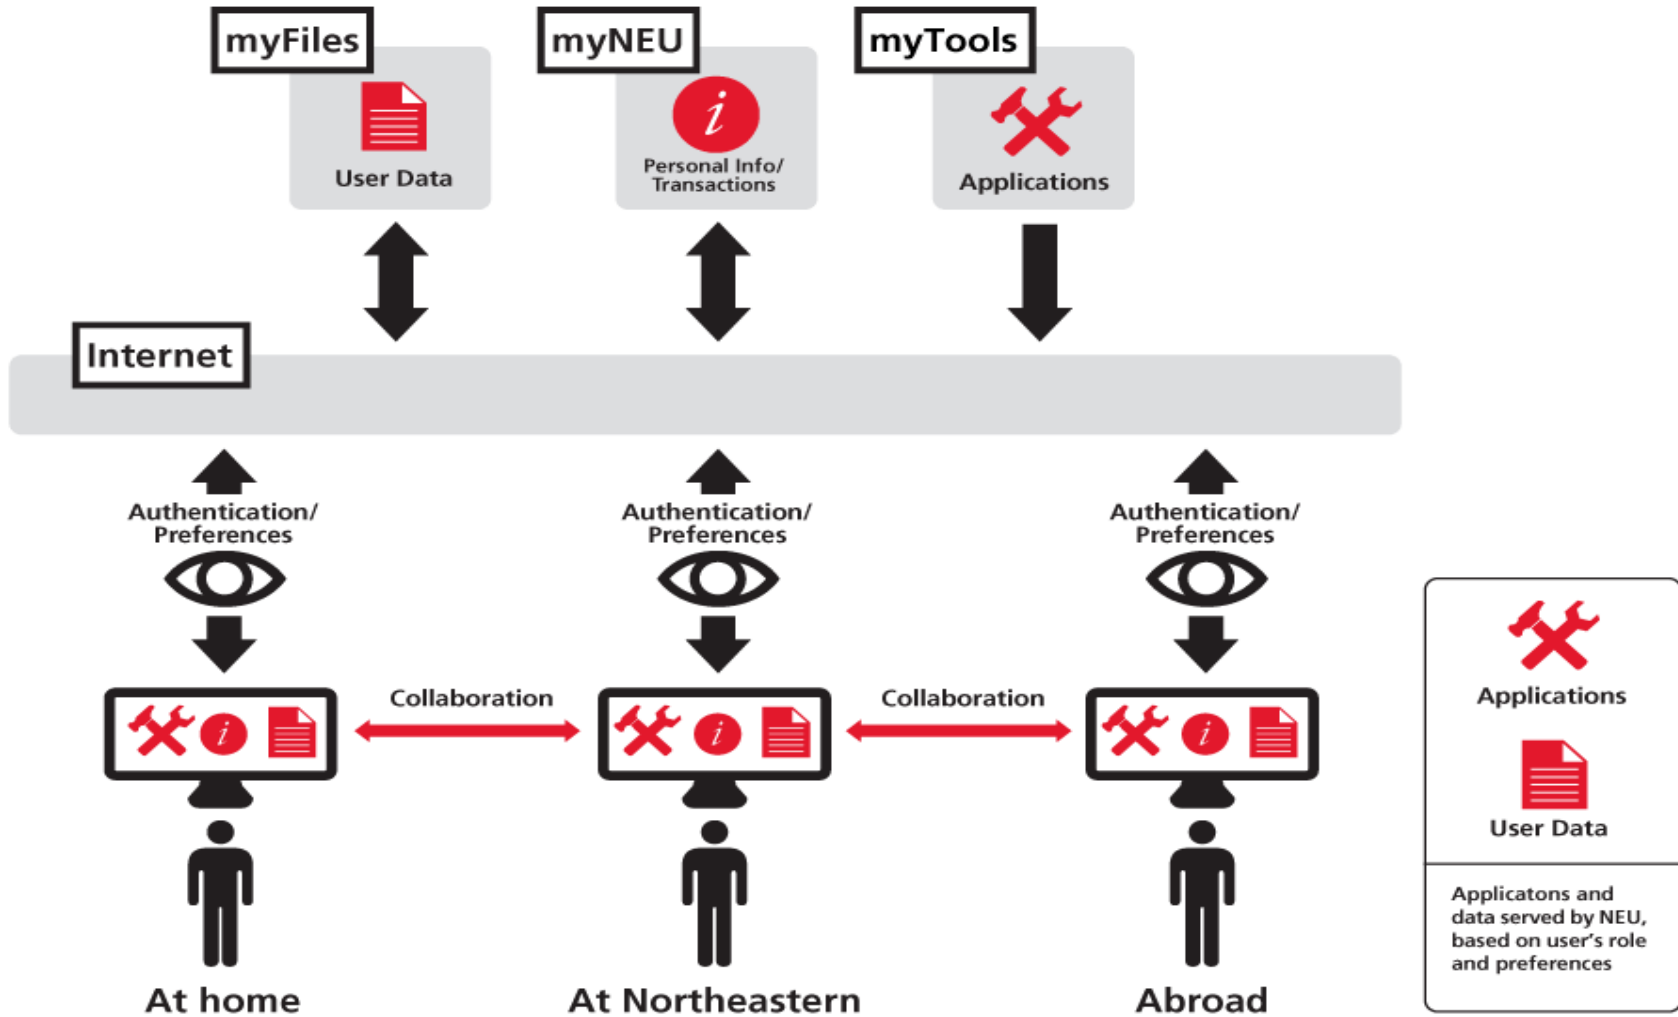 myFiles
myNEU
myTools
User Data
i
Personal Info/
Transactions
Applications
Internet
Authentication/
Preferences
Authentication/
Preferences
Authentication/
Preferences
Collaboration
Collaboration
i
i
i
At home
At Northeastern
Abroad
Applications
User Data
Applicatons and
data served by NEU,
based on user's role
and preferences